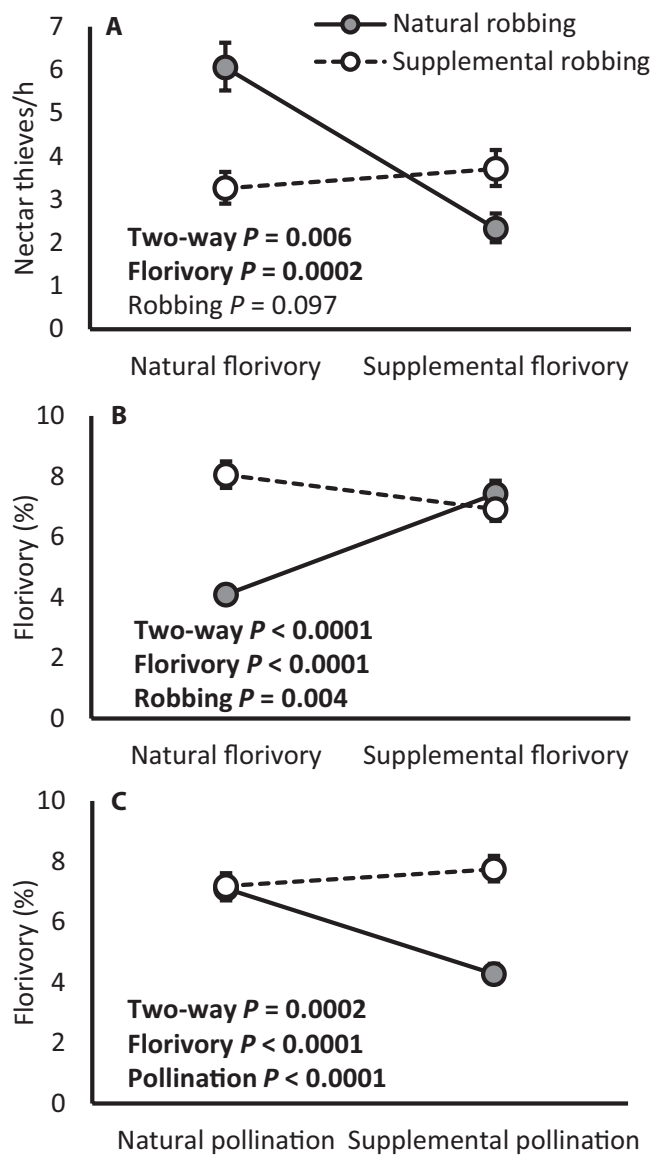 A
Natural robbing
Supplemental robbing
Nectar thieves/h
7
6
5
4
3
2
1
0
Two-way P = 0.006
Florivory P = 0.0002
Robbing P = 0.097
Natural florivory Supplemental florivory
B
Florivory (%)
10
8
6
4
2
0
Two-way P < 0.0001
Florivory P < 0.0001
Robbing P = 0.004
Natural florivory Supplemental florivory
C
Florivory (%)
10
8
6
4
2
0
Two-way P = 0.0002
Florivory P < 0.0001
Pollination P < 0.0001
Natural pollination Supplemental pollination